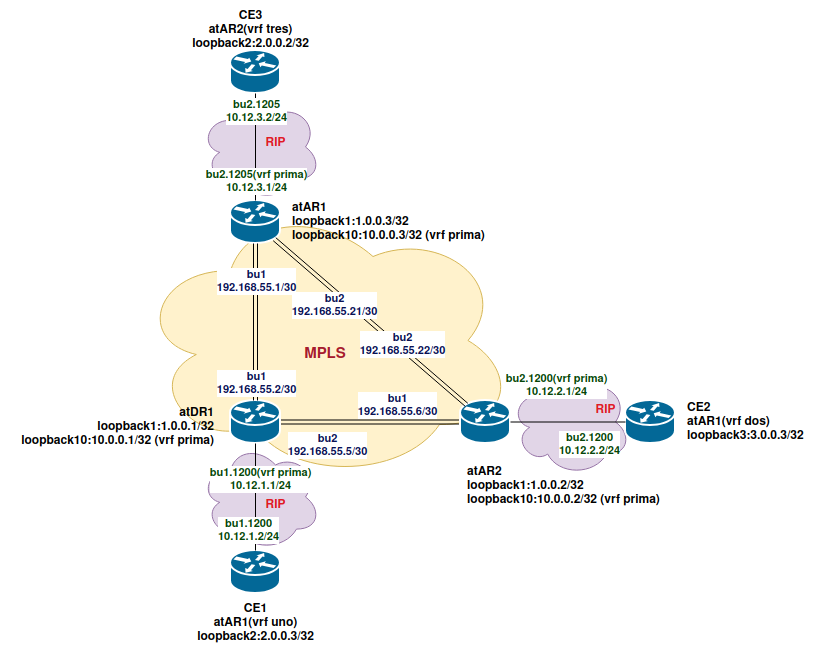 CE3
atAR2(vrf tres)
loopback2:2.0.0.2/32
bu2.1205
10.12.3.2/24
RIP
bu2.1205(vrf prima)
10.12.3.1/24
atAR1
loopback1:1.0.0.3/32
loopback10:10.0.0.3/32 (vrf prima)
bu1
192.168.55.1/30
bu2
192.168.55.21/30
bu2
192.168.55.22/30
MPLS
bu1
192.168.55.2/30
bu1
192.168.55.6/30
bu2
192.168.55.5/30
atDR1
loopback1:1.0.0.1/32
loopback10:10.0.0.1/32 (vrf prima)
bu2.1200(vrf prima)
10.12.2.1/24
RIP
bu2.1200
10.12.2.2/24
CE2
atAR1(vrf dos)
loopback3:3.0.0.3/32
atAR2
loopback1:1.0.0.2/32
loopback10:10.0.0.2/32 (vrf prima)
bu1.1200(vrf prima)
10.12.1.1/24
RIP
bu1.1200
10.12.1.2/24
CE1
atAR1(vrf uno)
loopback2:2.0.0.3/32